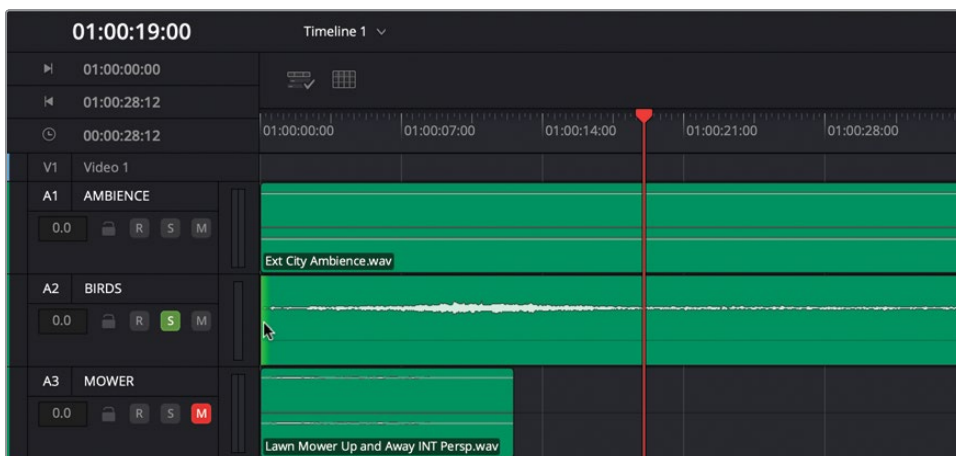 01:00:19:00 Timeline 1
01:00:00:00
01:00:28:12
00:00:28:12
01:00:00:00 01:00:07:00 01:00:14:00 01:00:21:00 01:00:28:00
V1 Video 1
A1 AMBIENCE
0.0 R S M
Ext City Ambience.wav
A2 BIRDS
0.0 R S M
A3 MOWER
0.0 R S M
Lawn Mower Up and Away INT Persp.wav